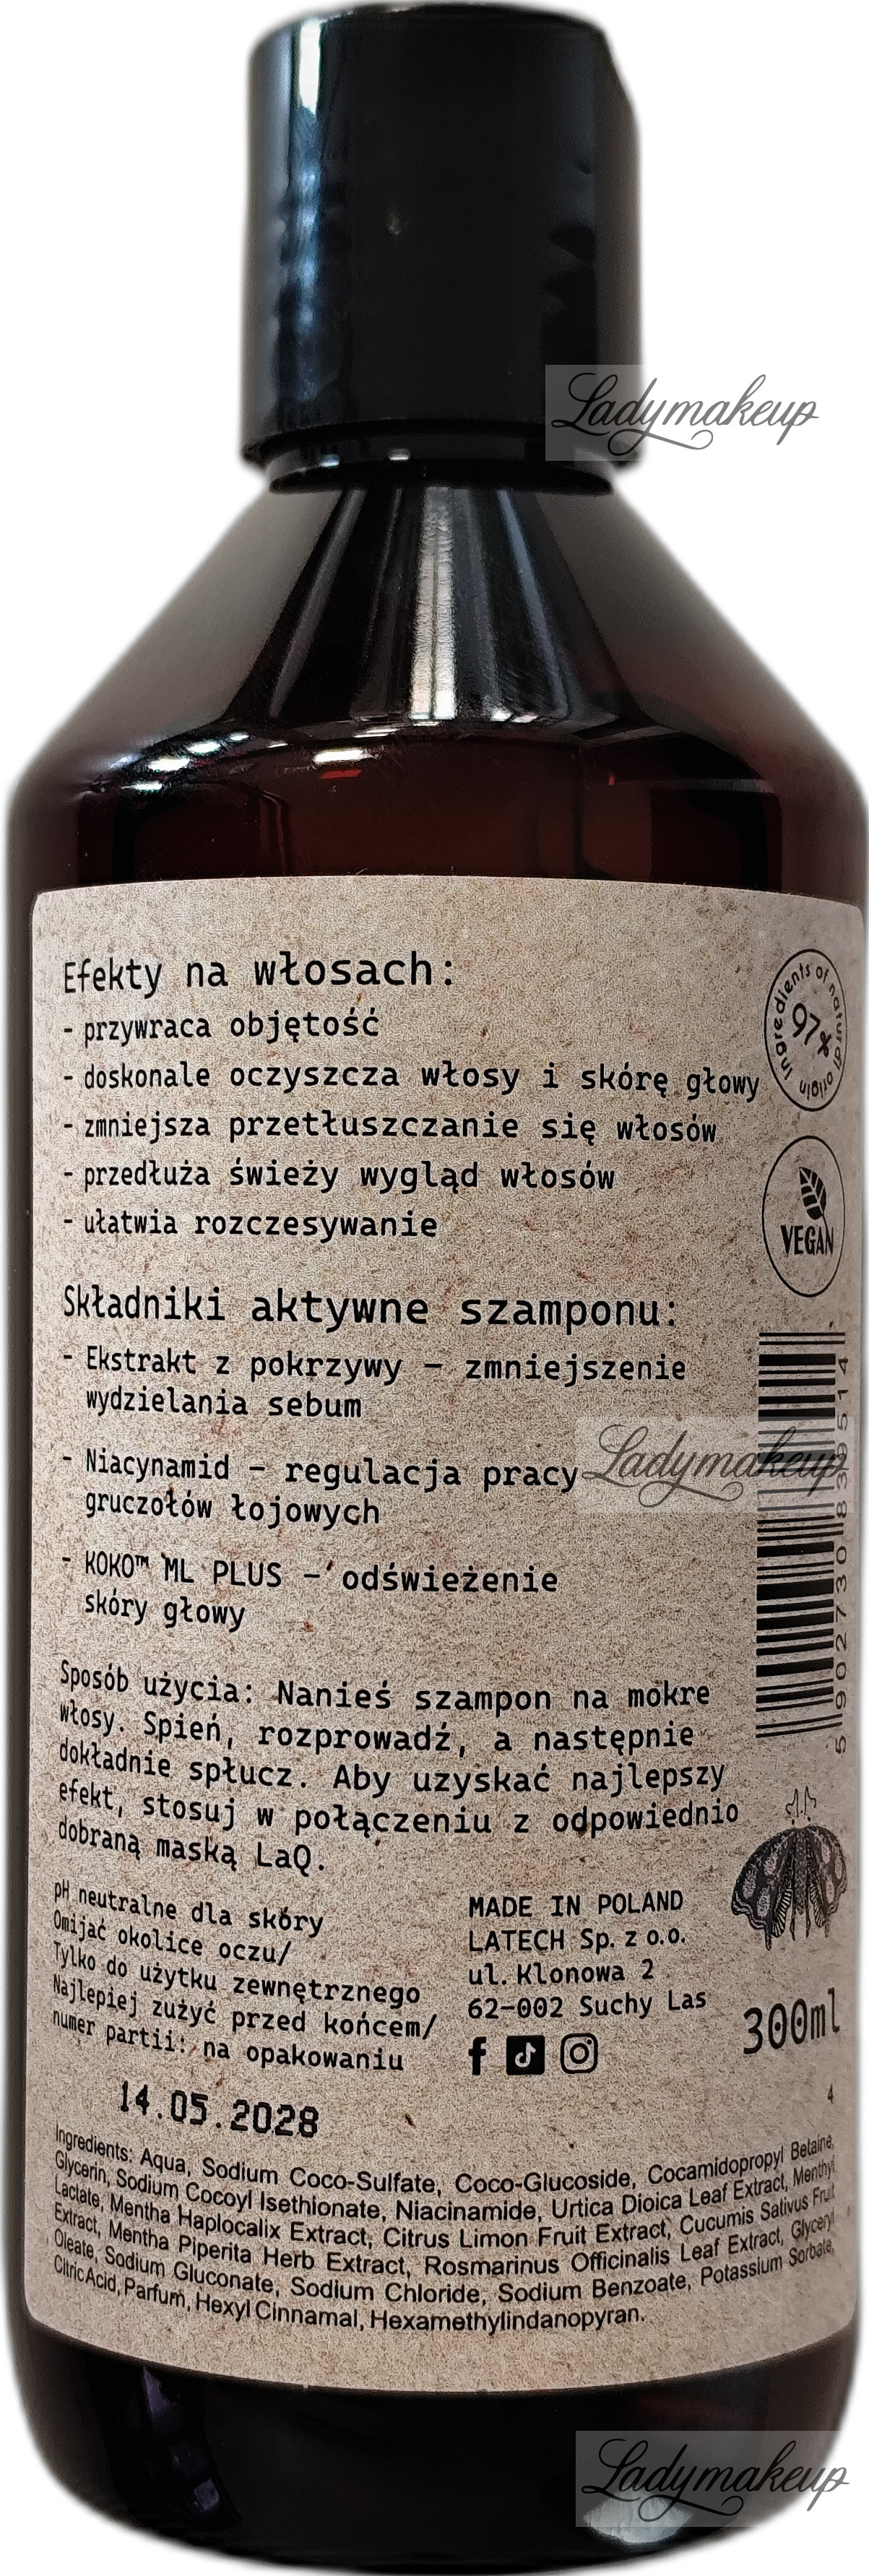 Ladymakeup
Efekty na włosach:
- przywraca objętość
- doskonale oczyszcza włosy i skórę głowy
- zmniejsza przetłuszczanie się włosów
- przedłuża świeży wygląd włosów
- ułatwia rozczesywanie
Ingredients of natural origin
97%
VEGAN
Składniki aktywne szamponu:
- Ekstrakt z pokrzywy – zmniejszenie
wydzielania sebum
- Niacynamid – regulacja pracy
gruczołów łojowych
- KOKO™ ML PLUS – odświeżenie
skóry głowy
Ladymakeup
5902730839514
Sposób użycia: Nanieś szampon na mokre
włosy. Spień, rozprowadź, a następnie
dokładnie spłucz. Aby uzyskać najlepszy
efekt, stosuj w połączeniu z odpowiednio
dobraną maską LaQ.
pH neutralne dla skóry
Omijać okolice oczu/
Tylko do użytku zewnętrznego
Najlepiej zużyć przed końcem/
numer partii: na opakowaniu
MADE IN POLAND
LATECH Sp. z o.o.
ul. Klonowa 2
62-002 Suchy Las
300ml
4
14.05.2028
Ingredients: Aqua, Sodium Coco-Sulfate, Coco-Glucoside, Cocamidopropyl Betaine,
Glycerin, Sodium Cocoyl Isethionate, Niacinamide, Urtica Dioica Leaf Extract, Menthyl
Lactate, Mentha Haplocalix Extract, Citrus Limon Fruit Extract, Cucumis Sativus Fruit
Extract, Mentha Piperita Herb Extract, Rosmarinus Officinalis Leaf Extract, Glyceryl
Oleate, Sodium Gluconate, Sodium Chloride, Sodium Benzoate, Potassium Sorbate,
Citric Acid, Parfum, Hexyl Cinnamal, Hexamethylindanopyran.
Ladymakeup